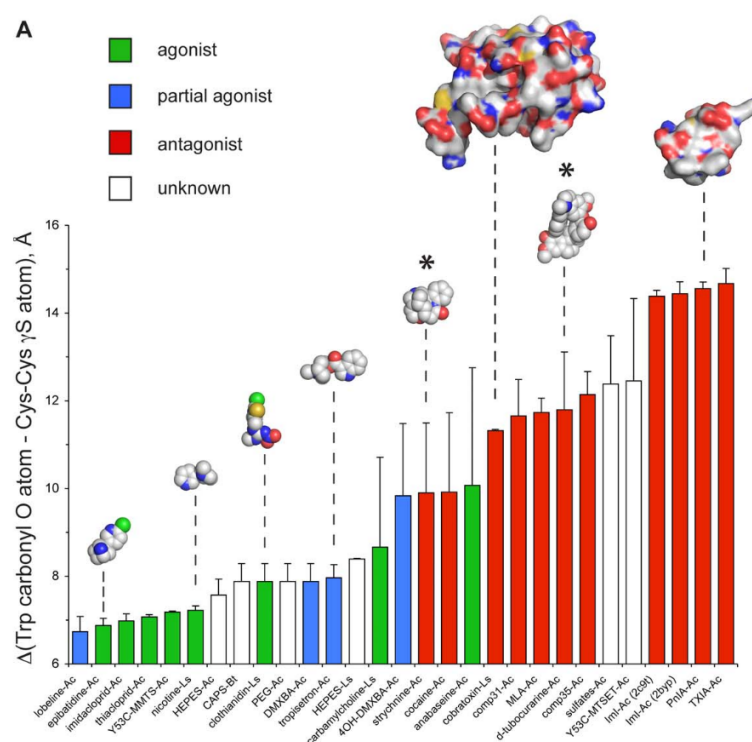 A
agonist
partial agonist
antagonist
unknown
*
*
Δ(Trp carbonyl O atom - Cys-Cys γS atom), Å
16
14
12
10
8
6
lobeline-Ac
epibatidine-Ac
imidacloprid-Ac
thiacloprid-Ac
Y53C-MMTS-Ac
nicotine-Ls
HEPES-Ac
CAPS-Bt
clothianidin-Ls
PEG-Ac
DMXBA-Ac
tropisetron-Ac
HEPES-Ls
carbamylcholine-Ls
4OH-DMXBA-Ac
strychnine-Ac
cocaine-Ac
anabaseine-Ac
cobratoxin-Ls
comp31-Ac
MLA-Ac
d-tubocurarine-Ac
comp35-Ac
sulfates-Ac
Y53C-MTSET-Ac
ImI-Ac (2c9t)
ImI-Ac (2byp)
PnIA-Ac
TXIA-Ac